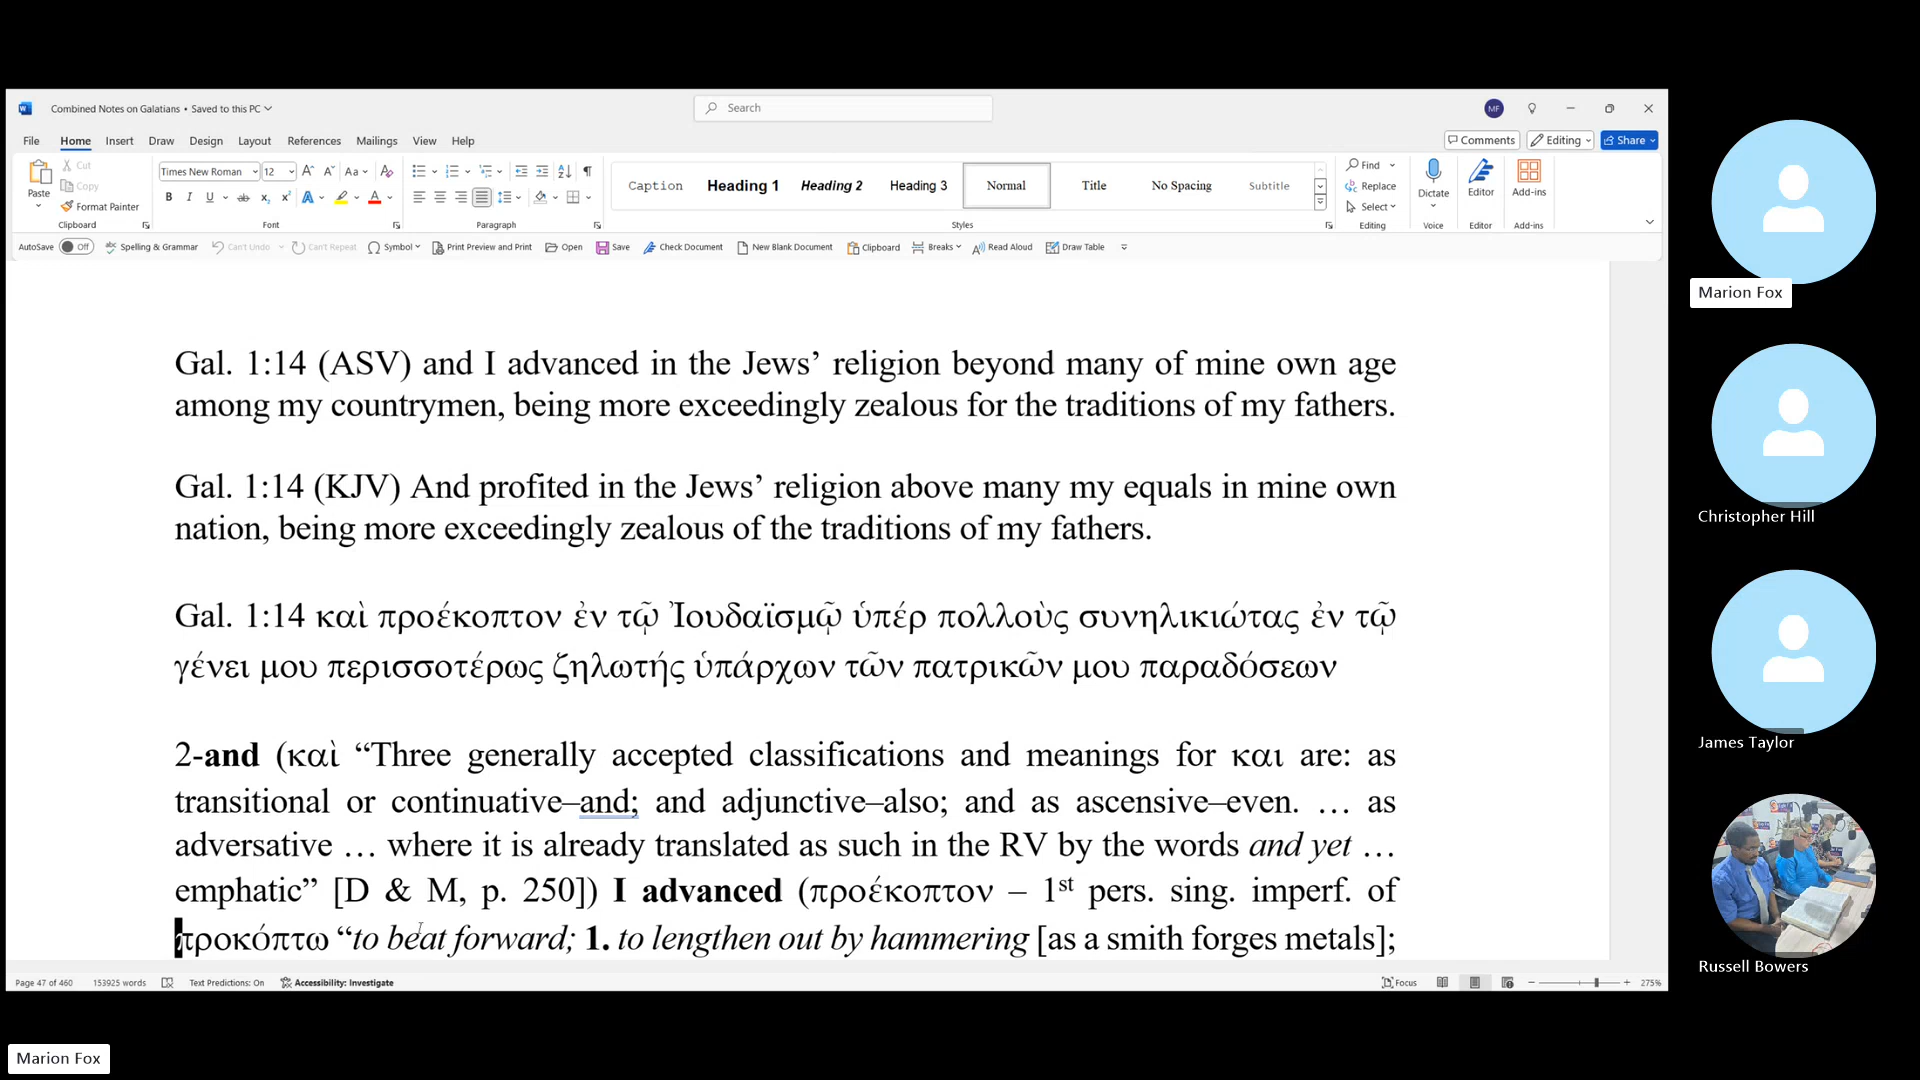 Combined Notes on Galatians • Saved to this PC
Search
MF
File Home Insert Draw Design Layout References Mailings View Help
Comments Editing Share
Paste
Cut
Copy
Format Painter
Clipboard
Times New Roman 12
Font
Paragraph
Caption Heading 1 Heading 2 Heading 3 Normal Title No Spacing Subtitle
Styles
Find
Replace
Select
Editing
Dictate
Voice
Editor
Editor
Add-ins
Add-ins
AutoSave Off Spelling & Grammar Can't Undo Can't Repeat Symbol Print Preview and Print Open Save Check Document New Blank Document Clipboard Breaks Read Aloud Draw Table
Gal. 1:14 (ASV) and I advanced in the Jews’ religion beyond many of mine own age
among my countrymen, being more exceedingly zealous for the traditions of my fathers.
Gal. 1:14 (KJV) And profited in the Jews’ religion above many my equals in mine own
nation, being more exceedingly zealous of the traditions of my fathers.
Gal. 1:14 καὶ προέκοπτον ἐν τῷ Ἰουδαϊσμῷ ὑπέρ πολλοὺς συνηλικιώτας ἐν τῷ
γένει μου περισσοτέρως ζηλωτής ὑπάρχων τῶν πατρικῶν μου παραδόσεων
2-and (καὶ “Three generally accepted classifications and meanings for και are: as
transitional or continuative–and; and adjunctive–also; and as ascensive–even. … as
adversative … where it is already translated as such in the RV by the words and yet …
emphatic” [D & M, p. 250]) I advanced (προέκοπτον – 1st pers. sing. imperf. of
προκόπτω “to beat forward; 1. to lengthen out by hammering [as a smith forges metals];
Page 47 of 460 153925 words Text Predictions: On Accessibility: Investigate Focus 275%
Marion Fox
Christopher Hill
James Taylor
Russell Bowers
Marion Fox